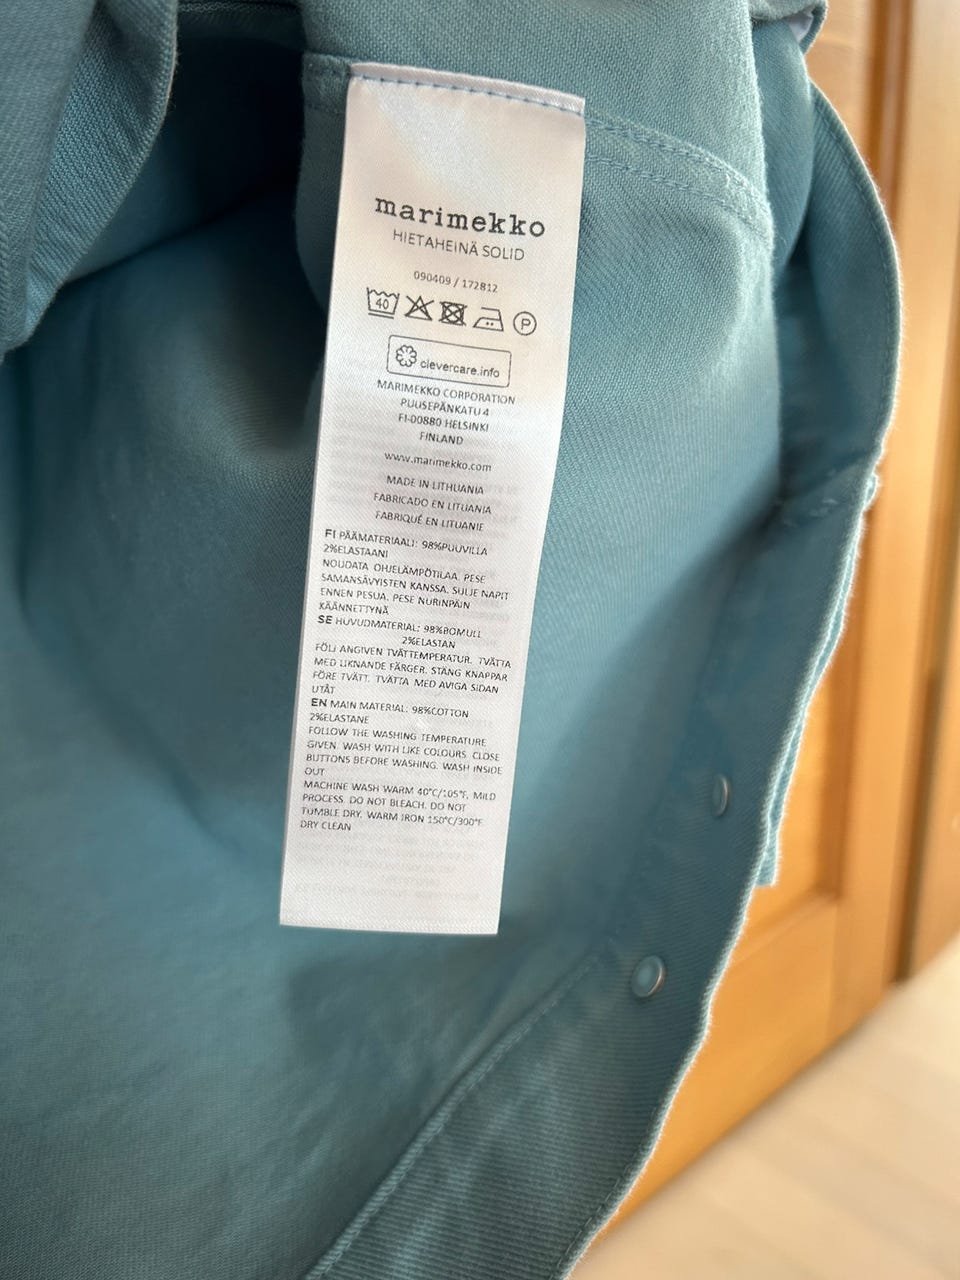 marimekko
HIETAHEINÄ SOLID
090409 / 172812
40
P
clevercare.info
MARIMEKKO CORPORATION
PUUSEPÄNKATU 4
FI-00880 HELSINKI
FINLAND
www.marimekko.com
MADE IN LITHUANIA
FABRICADO EN LITUANIA
FABRIQUÉ EN LITUANIE
FI PÄÄMATERIAALI: 98%PUUVILLA
2%ELASTAANI
NOUDATA OHJELÄMPÖTILAA. PESE
SAMANSÄVYISTEN KANSSA. SULJE NAPIT
ENNEN PESUA. PESE NURINPÄIN
KÄÄNNETTYNÄ
SE HUVUDMATERIAL: 98%BOMULL
2%ELASTAN
FÖLJ ANGIVEN TVÄTTEMPERATUR. TVÄTTA
MED LIKNANDE FÄRGER. STÄNG KNAPPAR
FÖRE TVÄTT. TVÄTTA MED AVIGA SIDAN
UTÅT
EN MAIN MATERIAL: 98%COTTON
2%ELASTANE
FOLLOW THE WASHING TEMPERATURE
GIVEN. WASH WITH LIKE COLOURS. CLOSE
BUTTONS BEFORE WASHING. WASH INSIDE
OUT
MACHINE WASH WARM 40°C/105°F, MILD
PROCESS. DO NOT BLEACH. DO NOT
TUMBLE DRY. WARM IRON 150°C/300°F.
DRY CLEAN